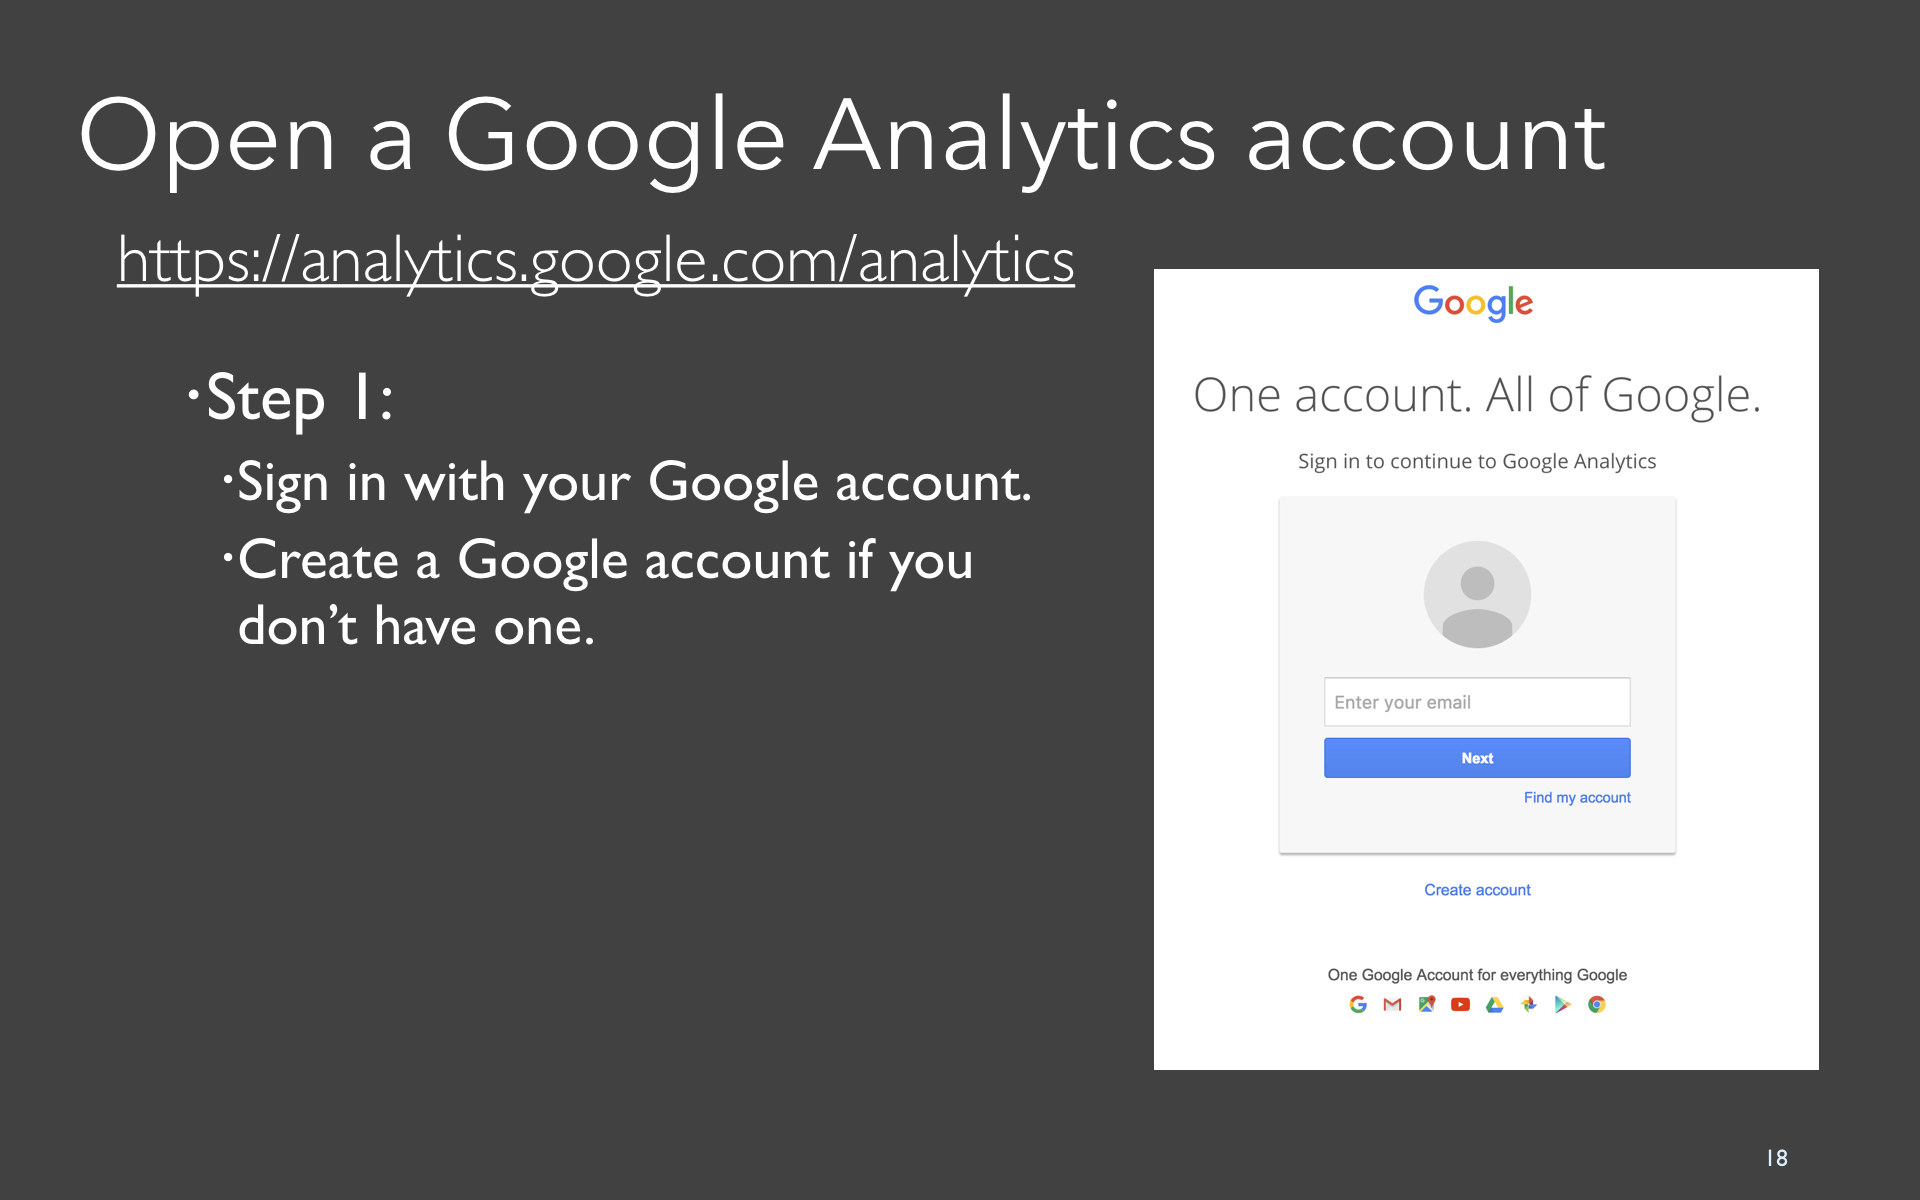 Open a Google Analytics account
https://analytics.google.com/analytics
·Step 1:
·Sign in with your Google account.
·Create a Google account if you
don’t have one.
Google
One account. All of Google.
Sign in to continue to Google Analytics
Enter your email
Next
Find my account
Create account
One Google Account for everything Google
18